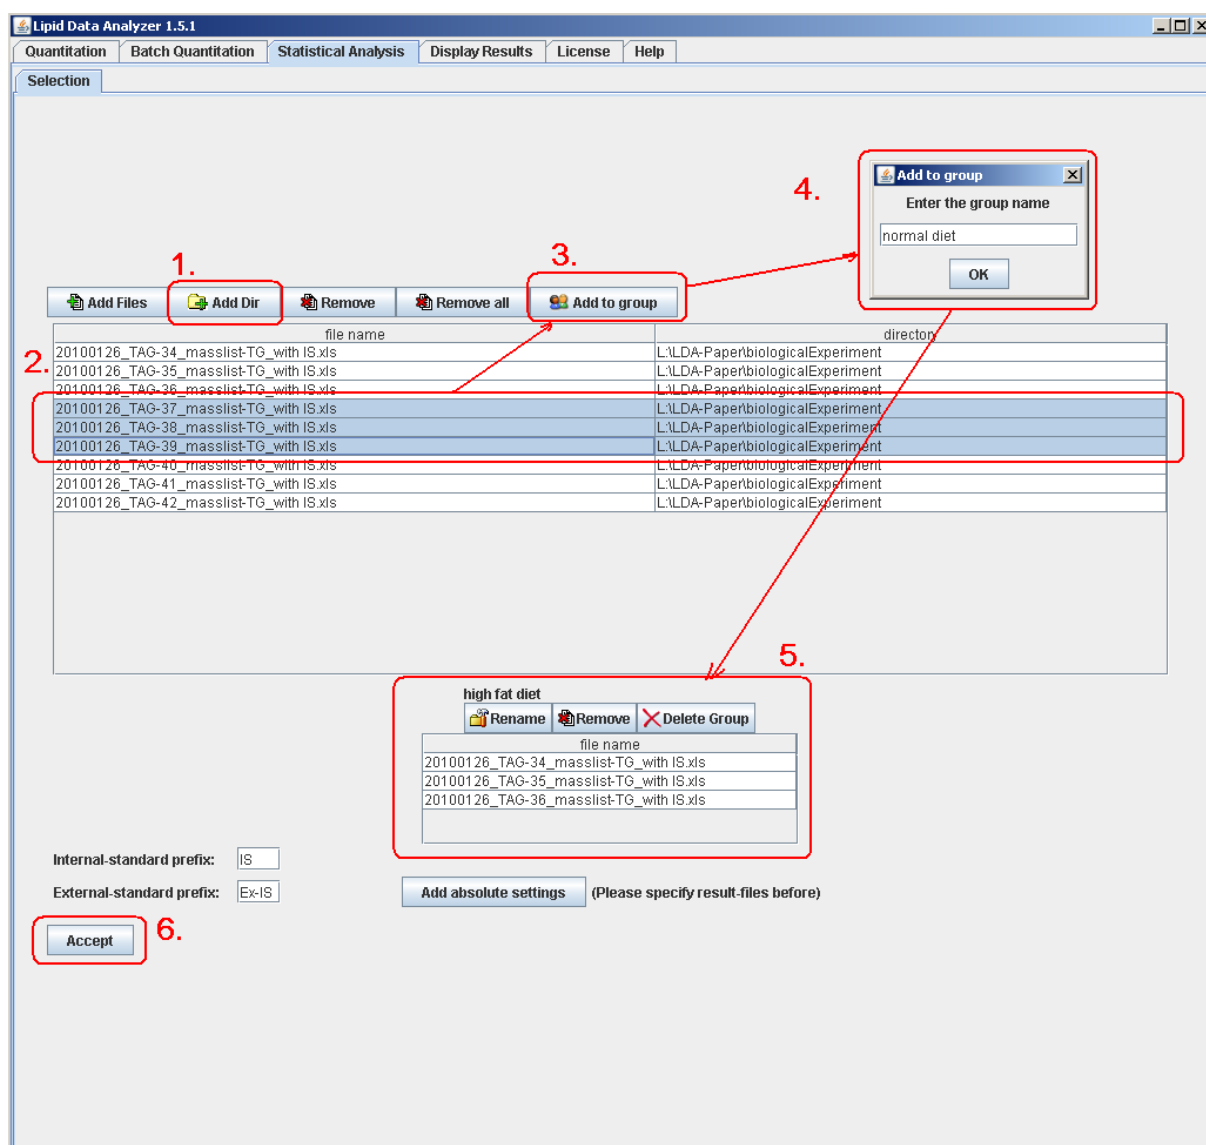 Lipid Data Analyzer 1.5.1
Quantitation Batch Quantitation Statistical Analysis Display Results License Help
Selection
4.
Add to group
Enter the group name
normal diet
OK
1.
3.
Add Files Add Dir Remove Remove all Add to group
2.
file name directory
20100126_TAG-34_masslist-TG_with IS.xls L:\LDA-Paper\biologicalExperiment
20100126_TAG-35_masslist-TG_with IS.xls L:\LDA-Paper\biologicalExperiment
20100126_TAG-36_masslist-TG_with IS.xls L:\LDA-Paper\biologicalExperiment
20100126_TAG-37_masslist-TG_with IS.xls L:\LDA-Paper\biologicalExperiment
20100126_TAG-38_masslist-TG_with IS.xls L:\LDA-Paper\biologicalExperiment
20100126_TAG-39_masslist-TG_with IS.xls L:\LDA-Paper\biologicalExperiment
20100126_TAG-40_masslist-TG_with IS.xls L:\LDA-Paper\biologicalExperiment
20100126_TAG-41_masslist-TG_with IS.xls L:\LDA-Paper\biologicalExperiment
20100126_TAG-42_masslist-TG_with IS.xls L:\LDA-Paper\biologicalExperiment
5.
high fat diet
Rename Remove Delete Group
file name
20100126_TAG-34_masslist-TG_with IS.xls
20100126_TAG-35_masslist-TG_with IS.xls
20100126_TAG-36_masslist-TG_with IS.xls
Internal-standard prefix: IS
External-standard prefix: Ex-IS Add absolute settings (Please specify result-files before)
Accept 6.